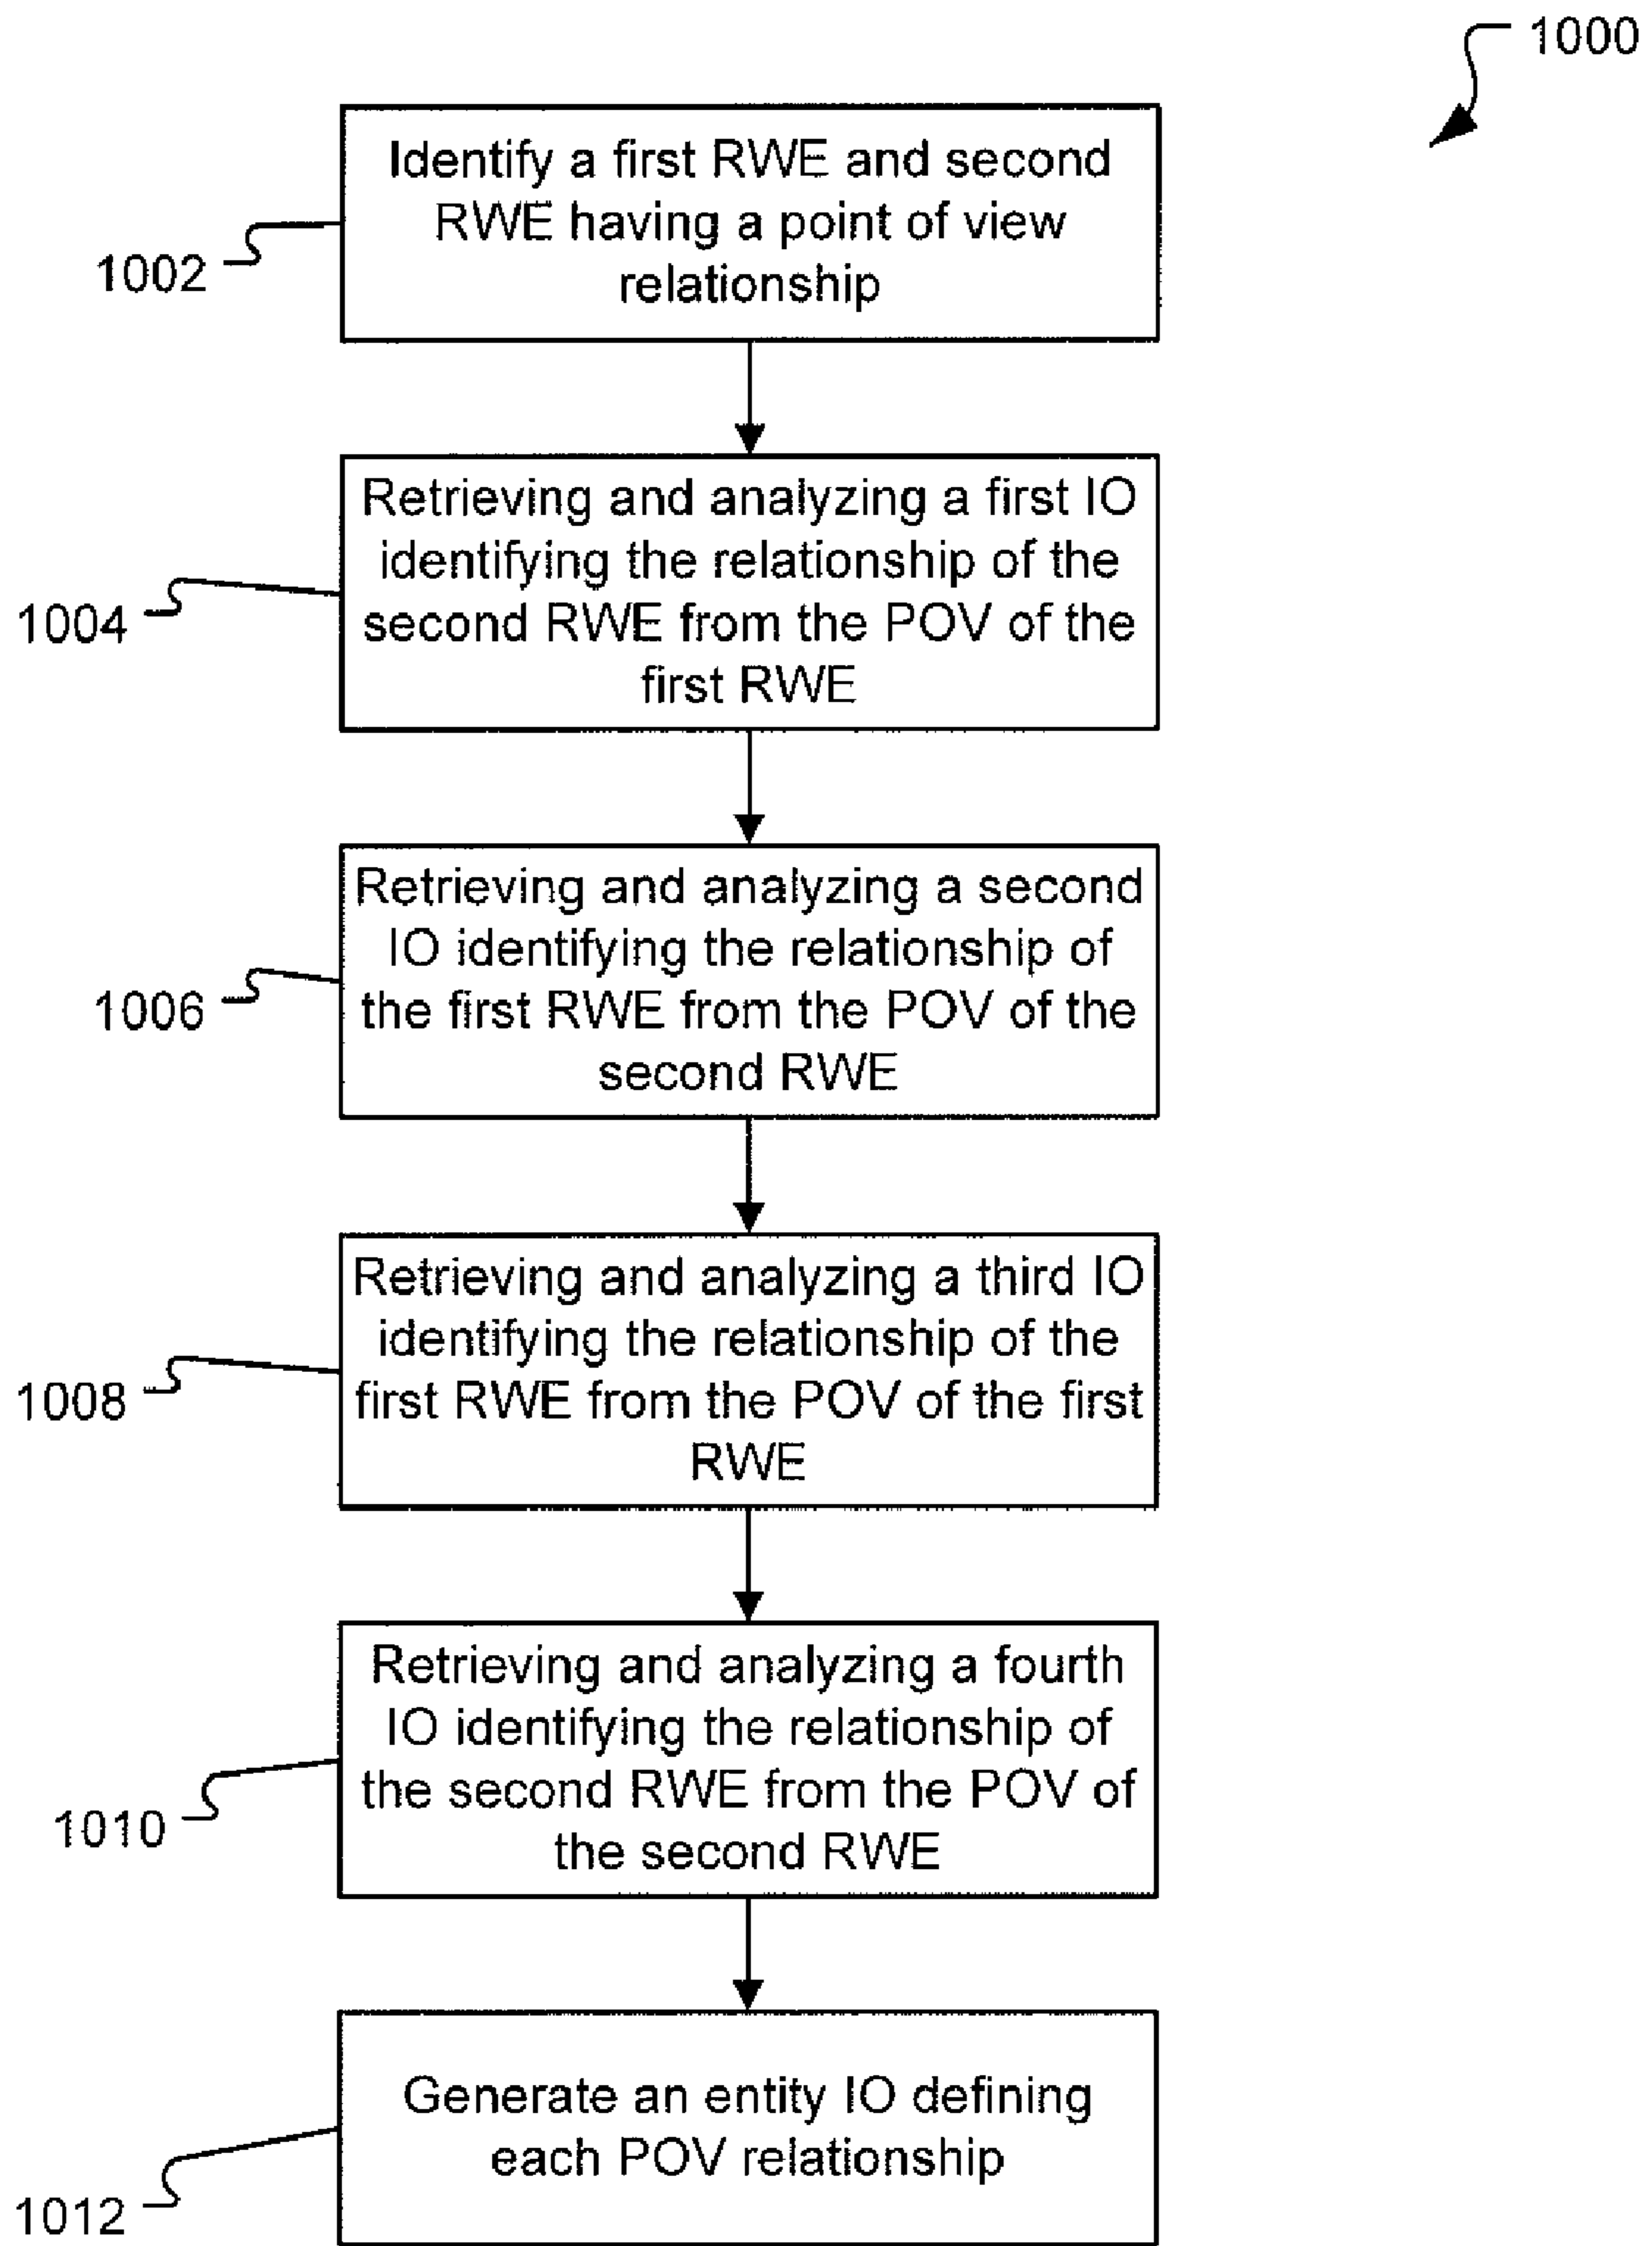 1000
Identify a first RWE and second
RWE having a point of view
relationship
1002
Retrieving and analyzing a first IO
identifying the relationship of the
second RWE from the POV of the
first RWE
1004
Retrieving and analyzing a second
IO identifying the relationship of
the first RWE from the POV of the
second RWE
1006
Retrieving and analyzing a third IO
identifying the relationship of the
first RWE from the POV of the first
RWE
1008
Retrieving and analyzing a fourth
IO identifying the relationship of
the second RWE from the POV of
the second RWE
1010
Generate an entity IO defining
each POV relationship
1012